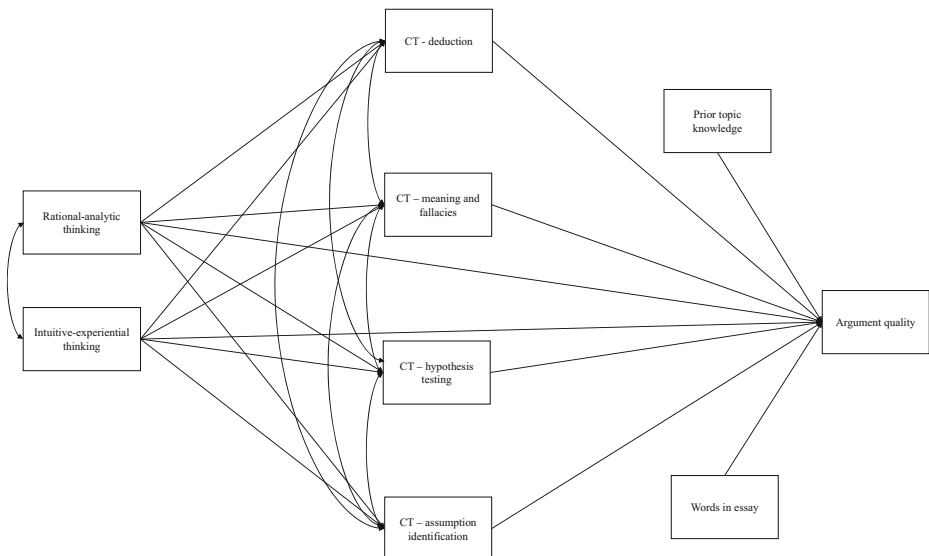 CT - deduction
Prior topic
knowledge
CT – meaning and
fallacies
Rational-analytic
thinking
Argument quality
Intuitive-experiential
thinking
CT – hypothesis
testing
Words in essay
CT – assumption
identification